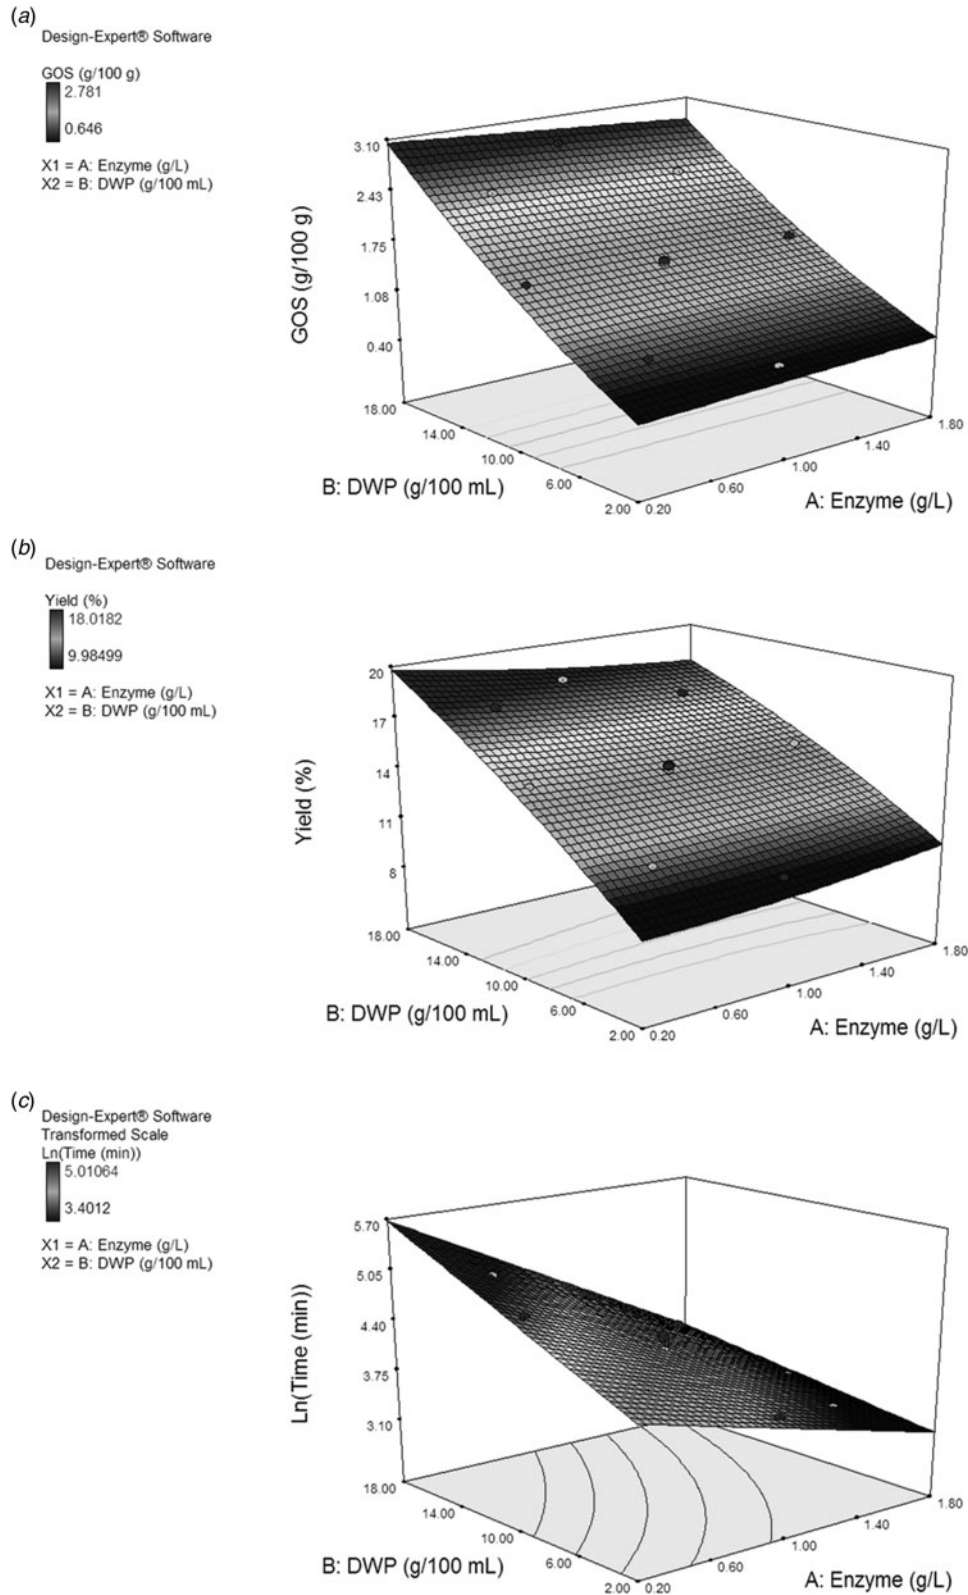 (a)
Design-Expert® Software
GOS (g/100 g)
2.781
0.646
X1 = A: Enzyme (g/L)
X2 = B: DWP (g/100 mL)
3.10
2.43
1.75
1.08
0.40
GOS (g/100 g)
18.00
14.00
10.00
6.00
2.00
0.20
0.60
1.00
1.40
1.80
B: DWP (g/100 mL)
A: Enzyme (g/L)
(b)
Design-Expert® Software
Yield (%)
18.0182
9.98499
X1 = A: Enzyme (g/L)
X2 = B: DWP (g/100 mL)
20
17
14
11
8
Yield (%)
18.00
14.00
10.00
6.00
2.00
0.20
0.60
1.00
1.40
1.80
B: DWP (g/100 mL)
A: Enzyme (g/L)
(c)
Design-Expert® Software
Transformed Scale
Ln(Time (min))
5.01064
3.4012
X1 = A: Enzyme (g/L)
X2 = B: DWP (g/100 mL)
5.70
5.05
4.40
3.75
3.10
Ln(Time (min))
18.00
14.00
10.00
6.00
2.00
0.20
0.60
1.00
1.40
1.80
B: DWP (g/100 mL)
A: Enzyme (g/L)